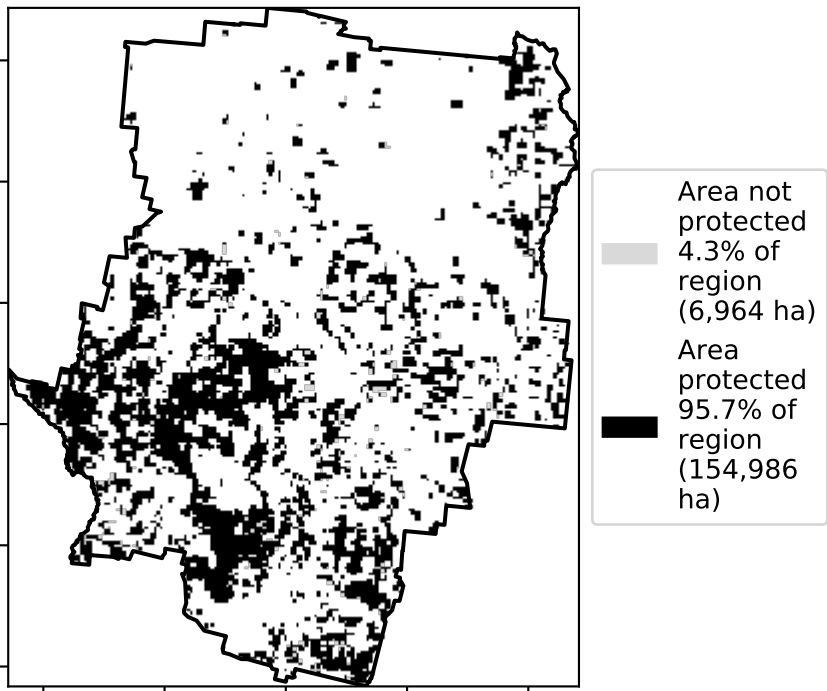 Area not
protected
4.3% of
region
(6,964 ha)
Area
protected
95.7% of
region
(154,986
ha)